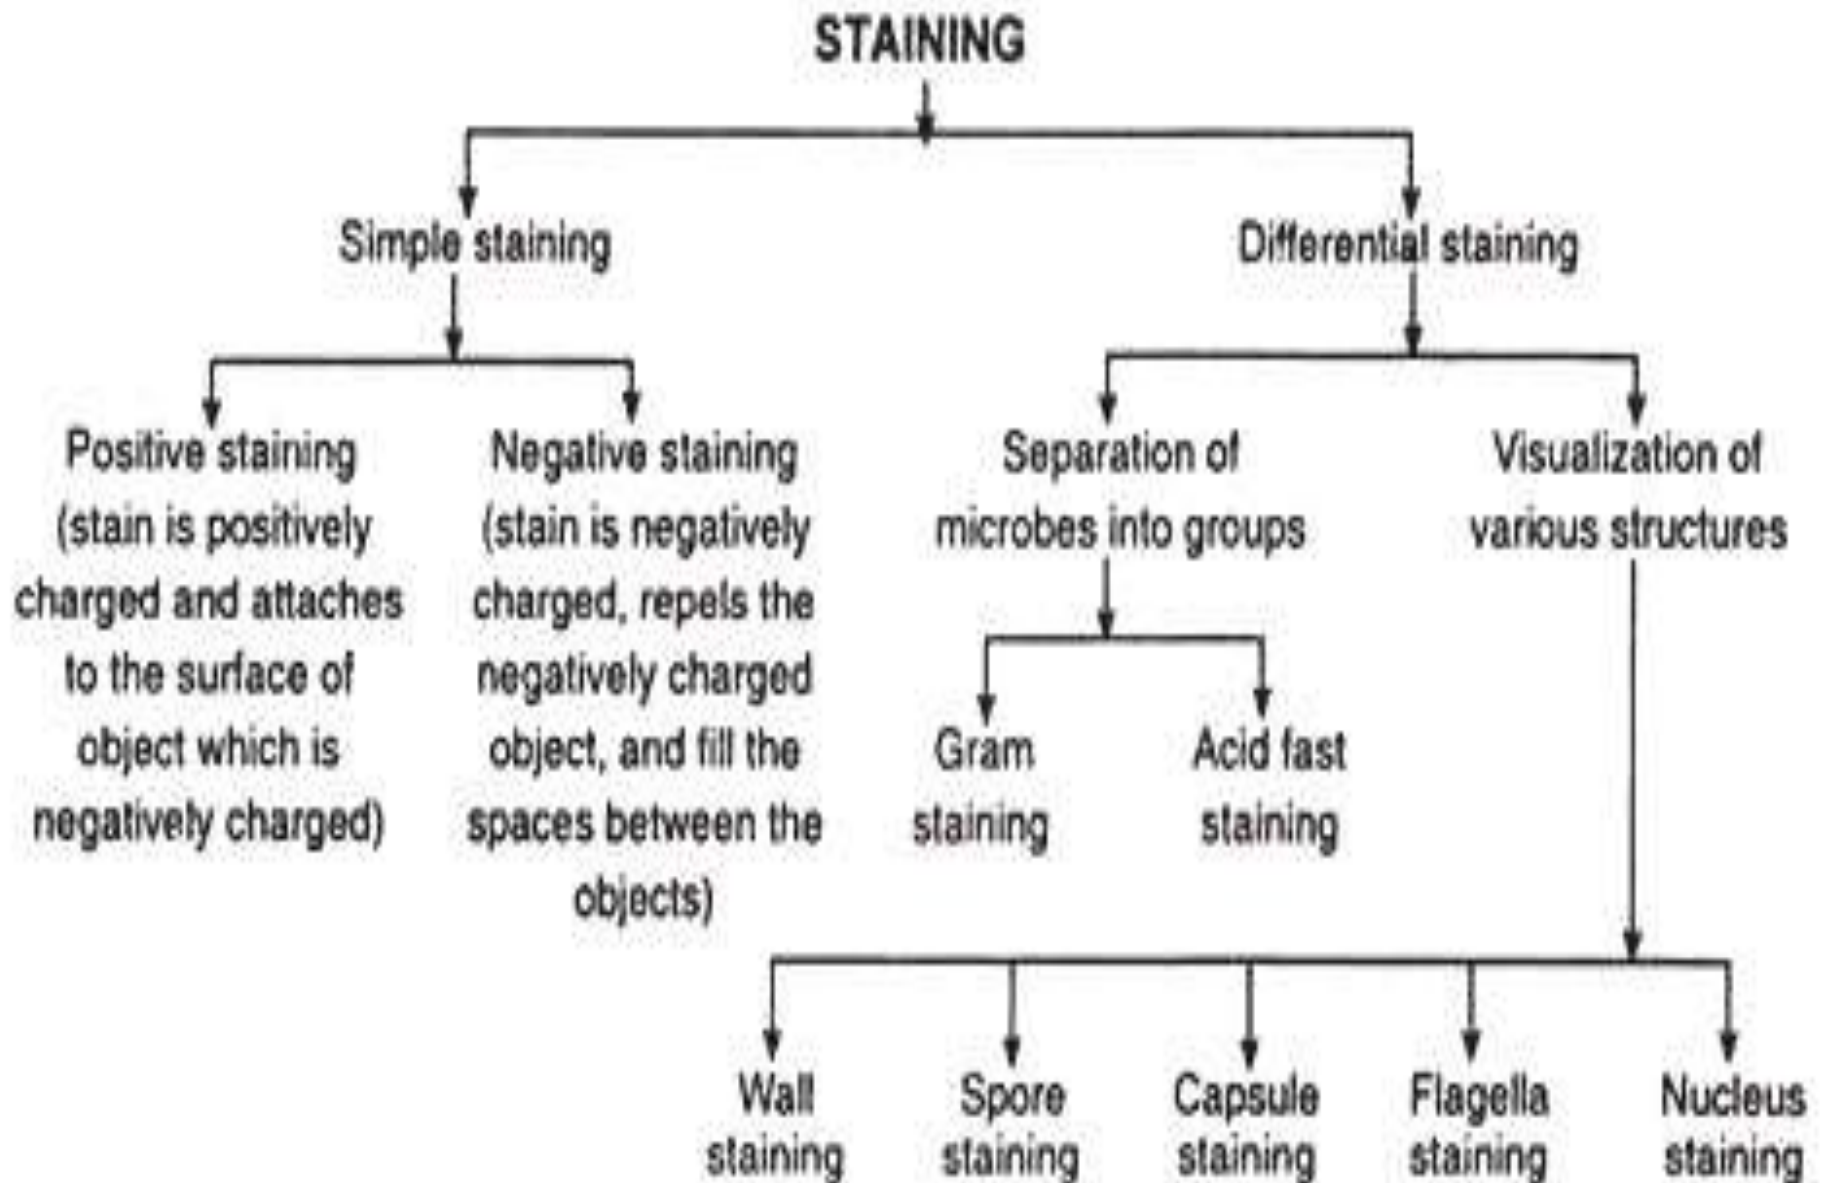 STAINING
Simple staining
Differential staining
Positive staining
(stain is positively
charged and attaches
to the surface of
object which is
negatively charged)
Negative staining
(stain is negatively
charged, repels the
negatively charged
object, and fill the
spaces between the
objects)
Separation of
microbes into groups
Gram
staining
Acid fast
staining
Visualization of
various structures
Wall
staining
Spore
staining
Capsule
staining
Flagella
staining
Nucleus
staining